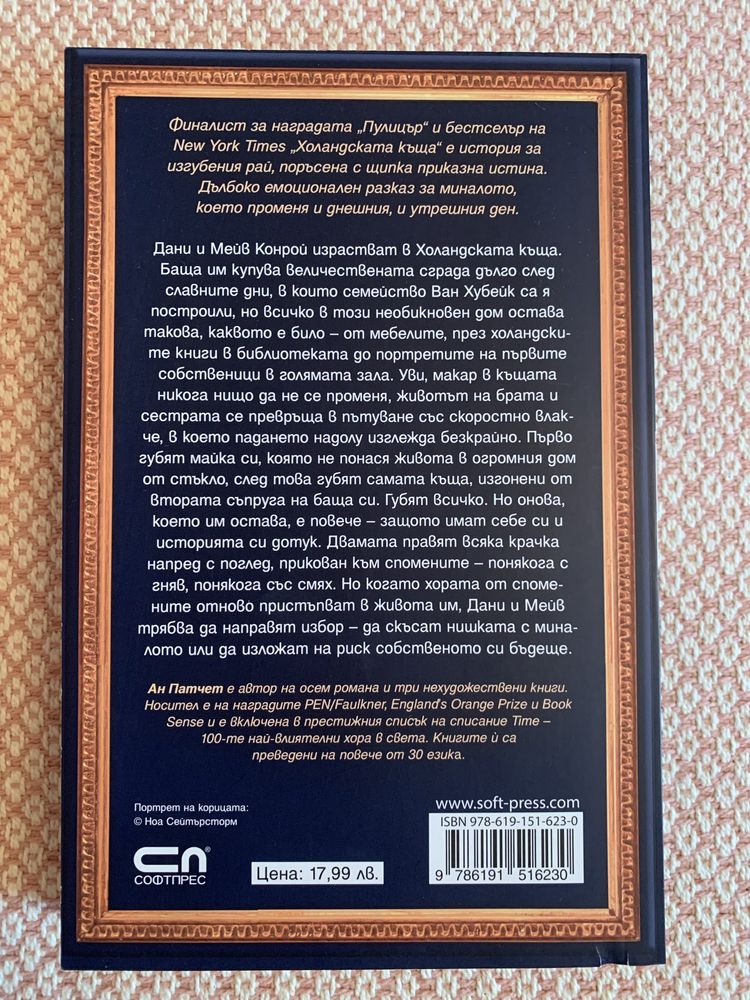 Финалист за наградата „Пулицър“ и бестселър на
New York Times „Холандската къща“ е история за
изгубения рай, поръсена с щипка приказна истина.
Дълбоко емоционален разказ за миналото,
което променя и днешния, и утрешния ден.
Дани и Мейв Конрой израстват в Холандската къща.
Баща им купува величествената сграда дълго след
славните дни, в които семейство Ван Хубейк са я
построили, но всичко в този необикновен дом остава
такова, каквото е било – от мебелите, през холандски-
те книги в библиотеката до портретите на първите
собственици в голямата зала. Уви, макар в къщата
никога нищо да не се променя, животът на брата и
сестрата се превръща в пътуване със скоростно влак-
че, в което падането надолу изглежда безкрайно. Първо
губят майка си, която не понася живота в огромния дом
от стъкло, след това губят самата къща, изгонени от
втората съпруга на баща си. Губят всичко. Но онова,
което им остава, е повече – защото имат себе си и
историята си дотук. Двамата правят всяка крачка
напред с поглед, прикован към спомените – понякога с
гняв, понякога със смях. Но когато хората от споме-
ните отново пристъпват в живота им, Дани и Мейв
трябва да направят избор – да скъсат нишката с мина-
лото или да изложат на риск собственото си бъдеще.
Ан Патчет е автор на осем романа и три нехудожествени книги.
Носител е на наградите PEN/Faulkner, England's Orange Prize и Book
Sense и е включена в престижния списък на списание Time –
100-те най-влиятелни хора в света. Книгите ѝ са
преведени на повече от 30 езика.
Портрет на корицата:
© Ноа Сейтърсторм
www.soft-press.com
ISBN 978-619-151-623-0
СП®
СОФТПРЕС
Цена: 17,99 лв.
9 786191 516230